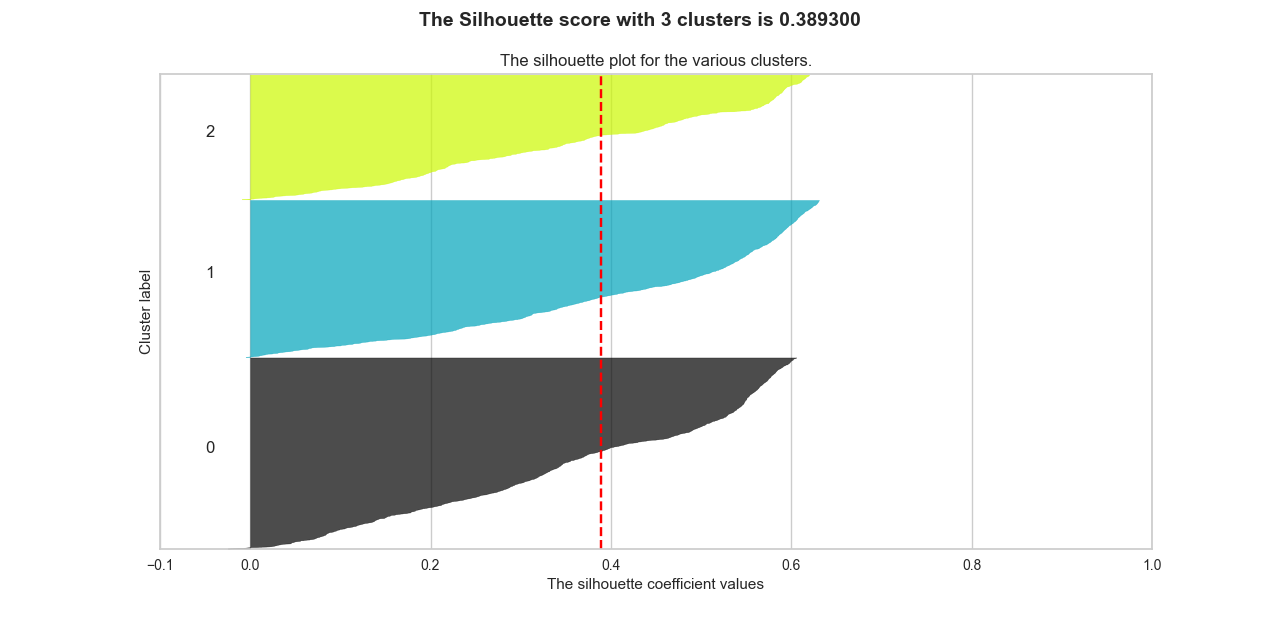 The Silhouette score with 3 clusters is 0.389300
The silhouette plot for the various clusters.
Cluster label
2
1
0
−0.1 0.0 0.2 0.4 0.6 0.8 1.0
The silhouette coefficient values